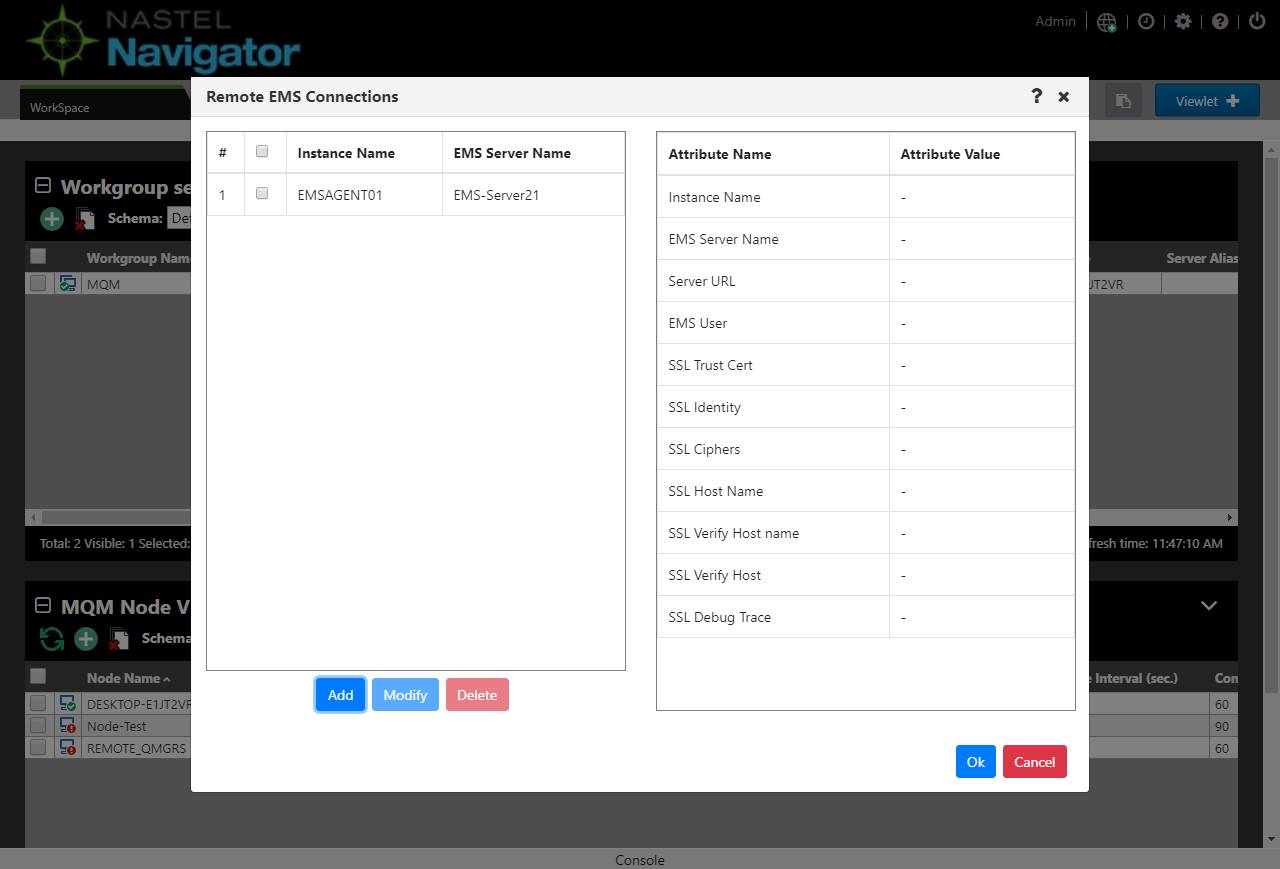 NASTEL
Navigator
Admin
WorkSpace
Viewlet
Remote EMS Connections
# Instance Name EMS Server Name
1 EMSAGENT01 EMS-Server21
Add Modify Delete
Attribute Name Attribute Value
Instance Name -
EMS Server Name -
Server URL -
EMS User -
SSL Trust Cert -
SSL Identity -
SSL Ciphers -
SSL Host Name -
SSL Verify Host name -
SSL Verify Host -
SSL Debug Trace -
Ok Cancel
Workgroup se
Schema: Def
Workgroup Name Server Alias
MQM JT2VR
Total: 2 Visible: 1 Selected: fresh time: 11:47:10 AM
MQM Node V
Schema
Node Name Interval (sec.) Con
DESKTOP-E1JT2VR 60
Node-Test 90
REMOTE_QMGRS 60
Console